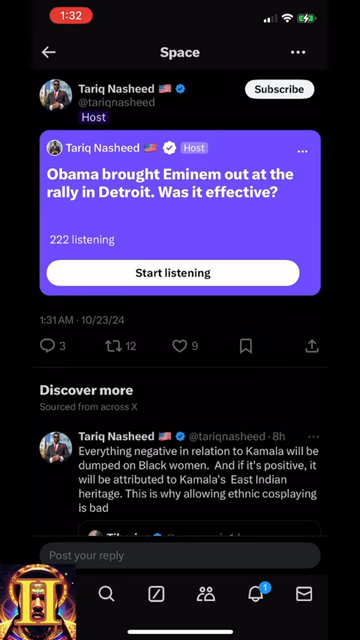 1:32
Space
Tariq Nasheed
Subscribe
@tariqnasheed
Host
Tariq Nasheed Host
Obama brought Eminem out at the
rally in Detroit. Was it effective?
222 listening
Start listening
1:31 AM · 10/23/24
3 12 9
Discover more
Sourced from across X
Tariq Nasheed @tariqnasheed · 8h
Everything negative in relation to Kamala will be
dumped on Black women. And if it's positive, it
will be attributed to Kamala's East Indian
heritage. This is why allowing ethnic cosplaying
is bad
Post your reply
1